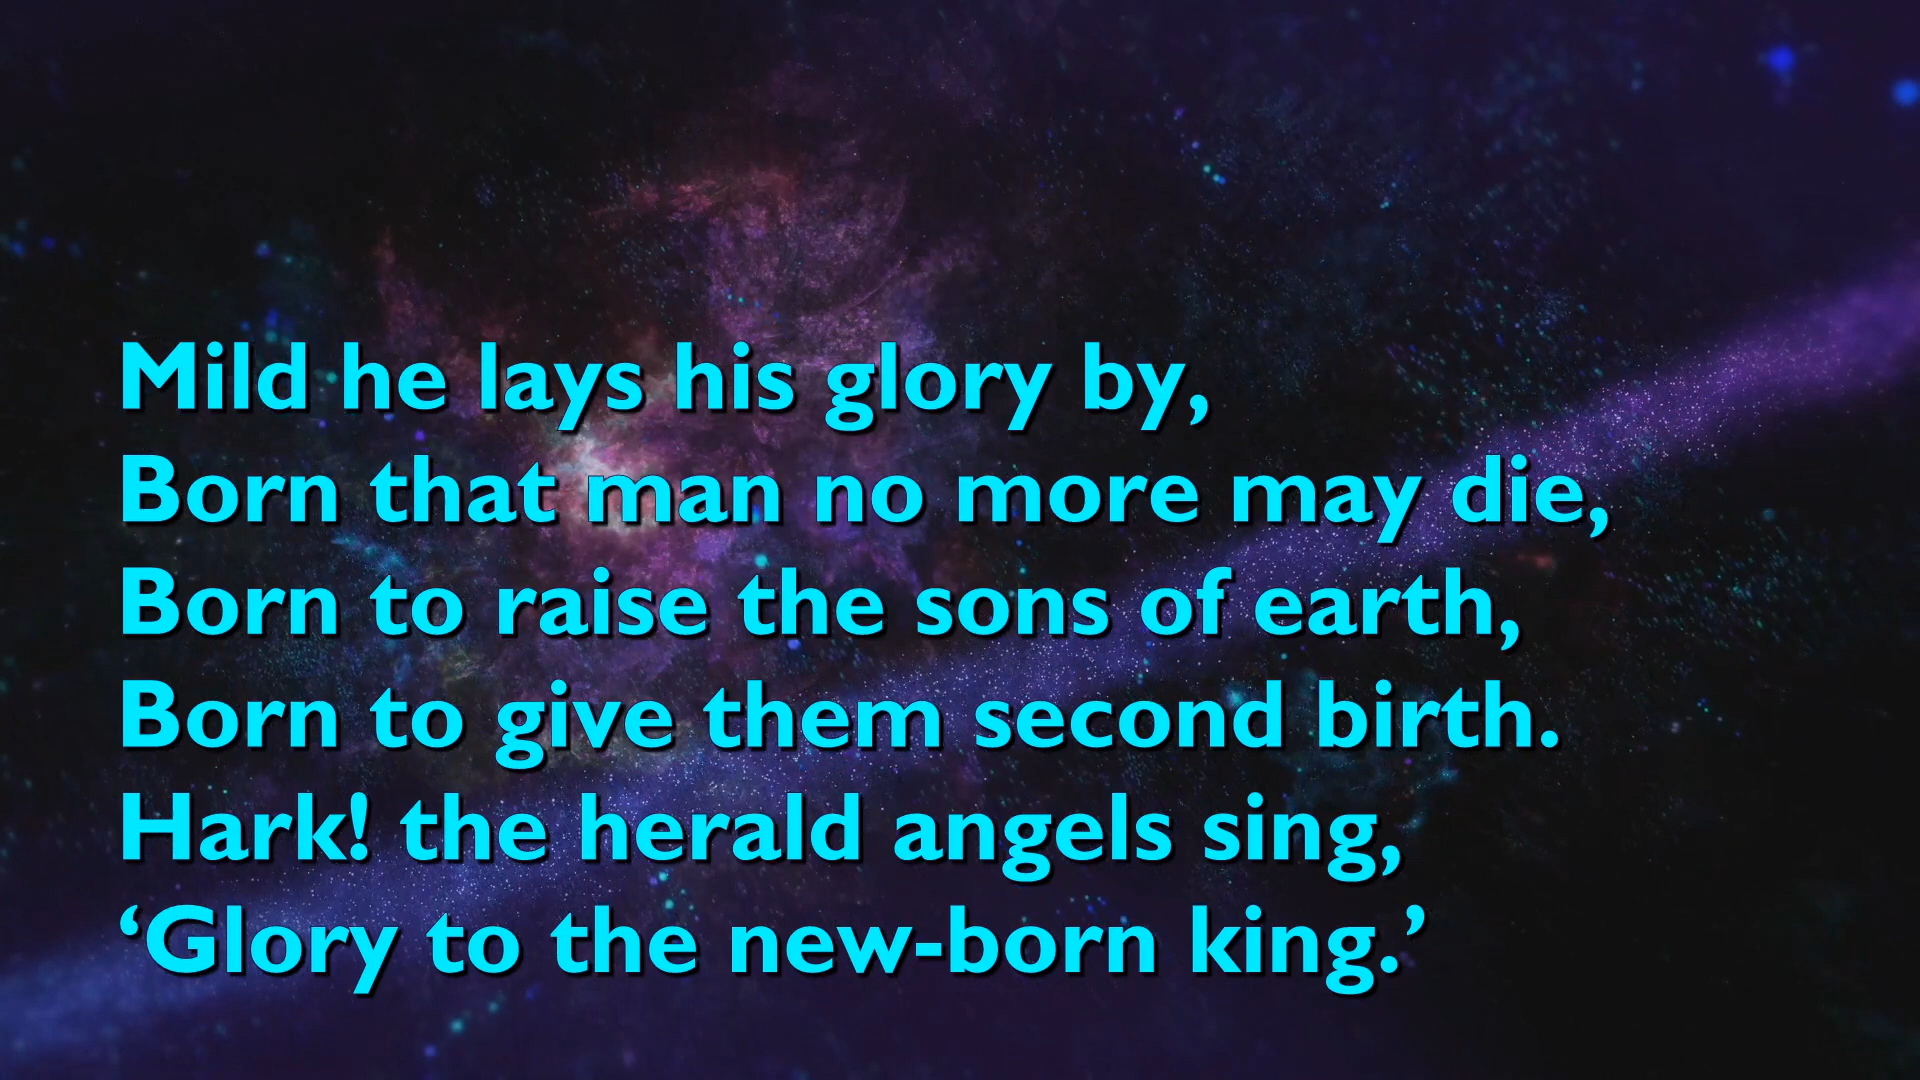 Mild he lays his glory by,
Born that man no more may die,
Born to raise the sons of earth,
Born to give them second birth.
Hark! the herald angels sing,
‘Glory to the new-born king.’